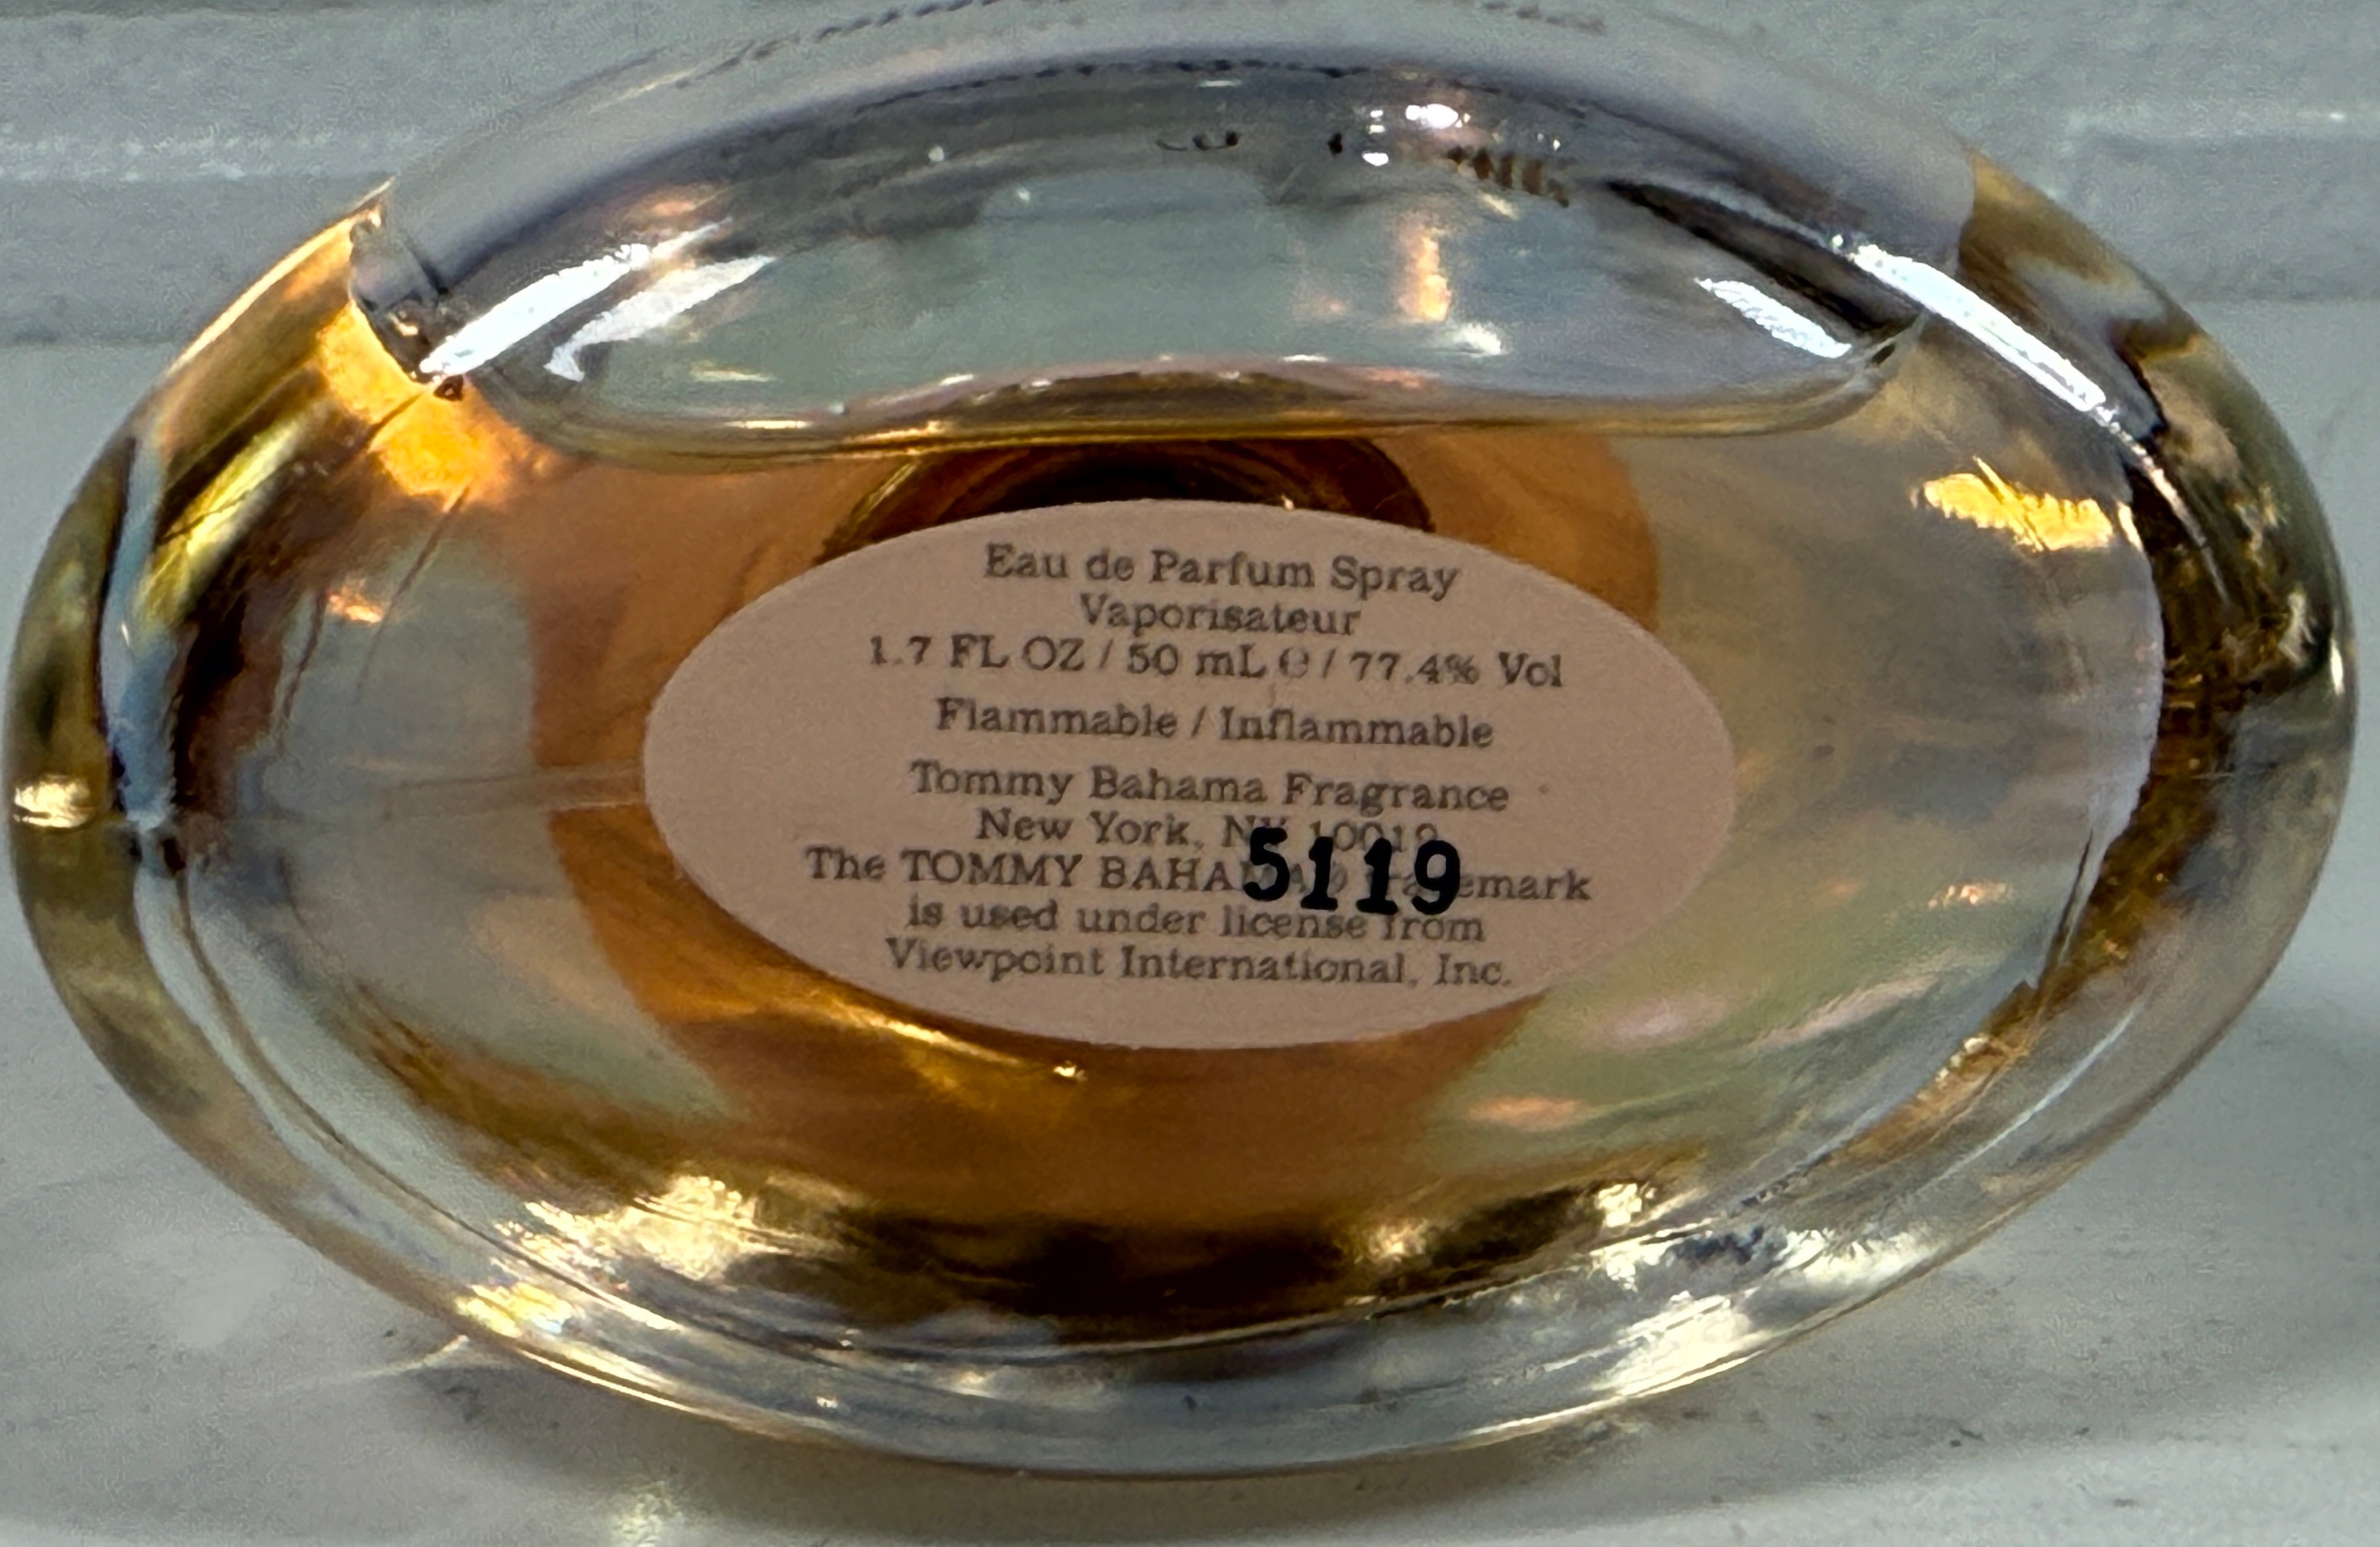 Eau de Parfum Spray
Vaporisateur
1.7 FL OZ / 50 mL ℮ / 77.4% Vol
Flammable / Inflammable
Tommy Bahama Fragrance
New York, NY 10019
The TOMMY BAHAMA® trademark
5119
is used under license from
Viewpoint International, Inc.